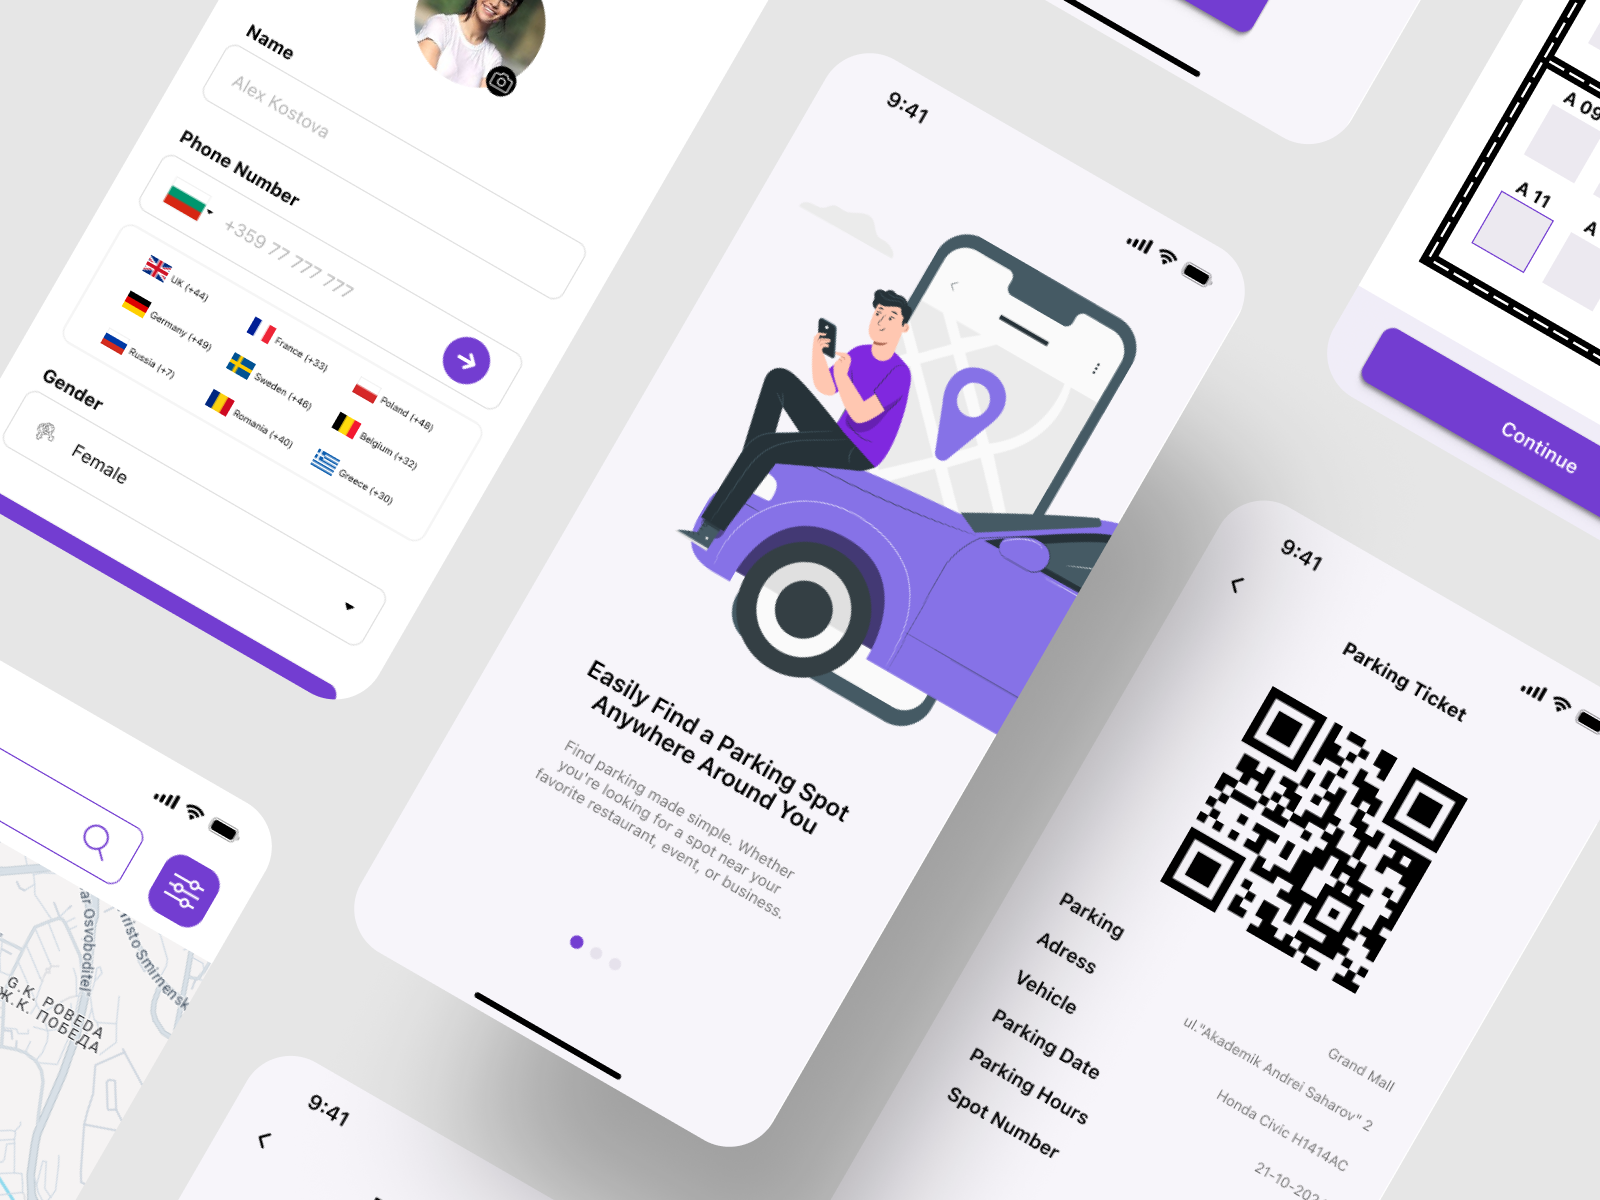 Name
Alex Kostova
Phone Number
+359 77 777 777
UK (+44)
France (+33)
Poland (+48)
Germany (+49)
Sweden (+46)
Belgium (+32)
Russia (+7)
Romania (+40)
Greece (+30)
Gender
Female
9:41
Easily Find a Parking Spot
Anywhere Around You
Find parking made simple. Whether
you're looking for a spot near your
favorite restaurant, event, or business.
A 09
A 11
A
Continue
9:41
Parking Ticket
Parking
Grand Mall
Adress
ul."Akademik Andrei Saharov" 2
Vehicle
Honda Civic H1414AC
Parking Date
21-10-202
Parking Hours
Spot Number
ar Osvoboditel"
risto Smirnensk
G.K. POBEDA
Ж.К. ПОБЕДА
9:41